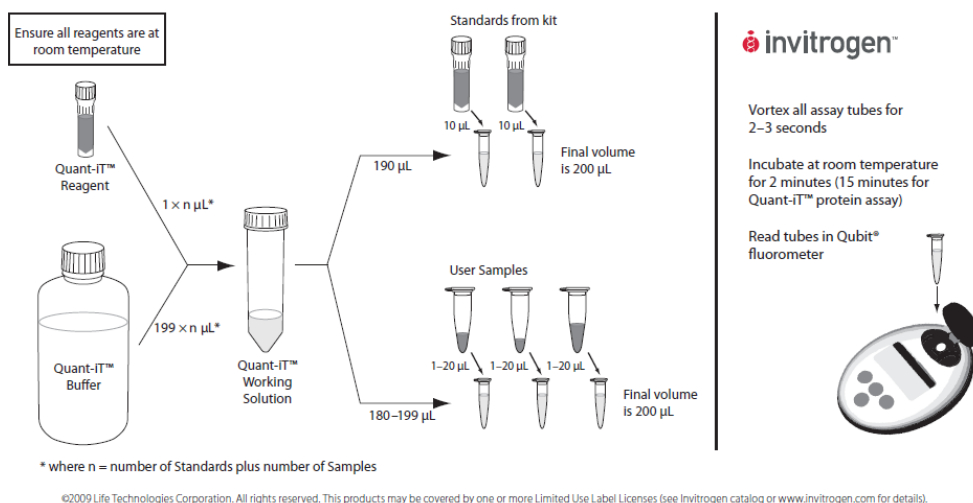 Ensure all reagents are at
room temperature
Quant-iT™
Reagent
1 × n µL*
199 × n µL*
Quant-iT™
Buffer
Quant-iT™
Working
Solution
190 µL
Standards from kit
10 µL
10 µL
Final volume
is 200 µL
180–199 µL
User Samples
1–20 µL
1–20 µL
1–20 µL
Final volume
is 200 µL
* where n = number of Standards plus number of Samples
invitrogen™
Vortex all assay tubes for
2–3 seconds
Incubate at room temperature
for 2 minutes (15 minutes for
Quant-iT™ protein assay)
Read tubes in Qubit®
fluorometer
©2009 Life Technologies Corporation. All rights reserved. This products may be covered by one or more Limited Use Label Licenses (see Invitrogen catalog or www.invitrogen.com for details).